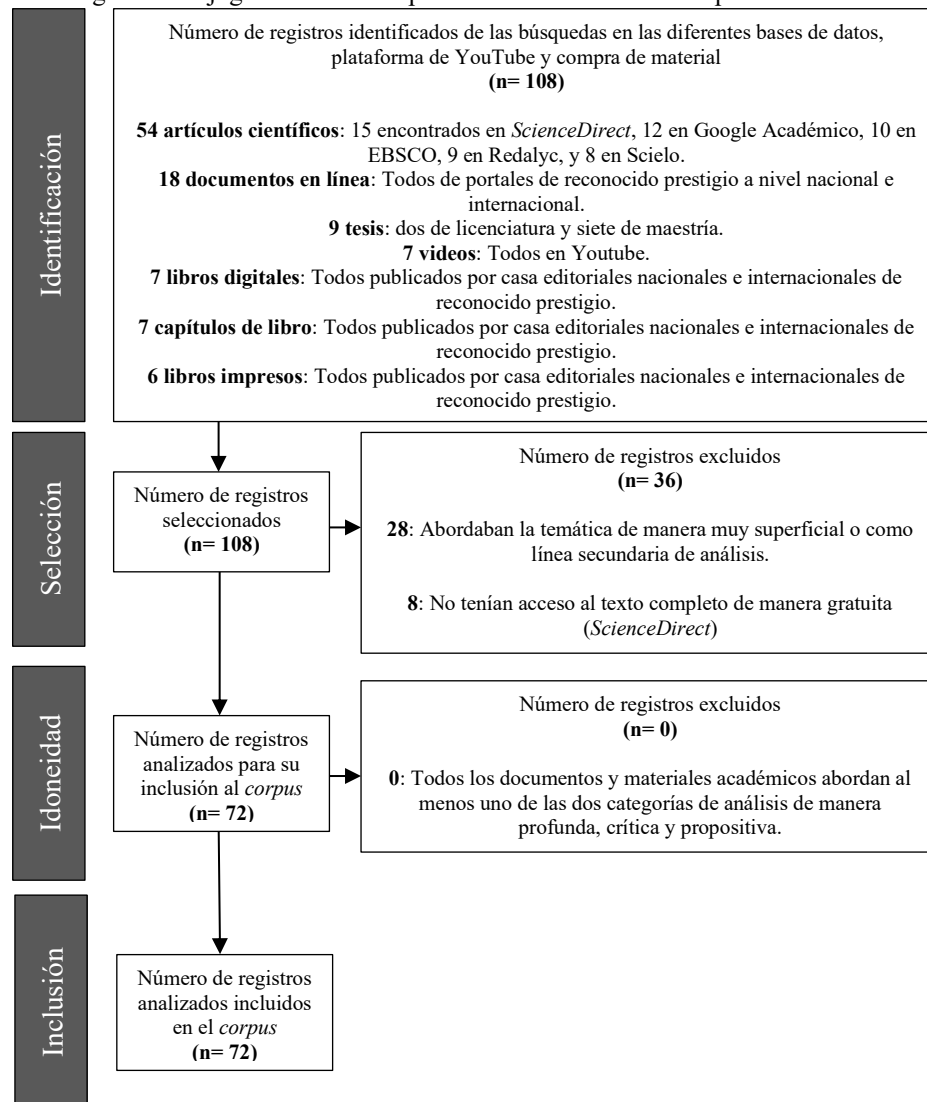 Identificación
Número de registros identificados de las búsquedas en las diferentes bases de datos,
plataforma de YouTube y compra de material
(n= 108)
54 artículos científicos: 15 encontrados en ScienceDirect, 12 en Google Académico, 10 en
EBSCO, 9 en Redalyc, y 8 en Scielo.
18 documentos en línea: Todos de portales de reconocido prestigio a nivel nacional e
internacional.
9 tesis: dos de licenciatura y siete de maestría.
7 videos: Todos en Youtube.
7 libros digitales: Todos publicados por casa editoriales nacionales e internacionales de
reconocido prestigio.
7 capítulos de libro: Todos publicados por casa editoriales nacionales e internacionales de
reconocido prestigio.
6 libros impresos: Todos publicados por casa editoriales nacionales e internacionales de
reconocido prestigio.
Selección
Número de registros
seleccionados
(n= 108)
Número de registros excluidos
(n= 36)
28: Abordaban la temática de manera muy superficial o como
línea secundaria de análisis.
8: No tenían acceso al texto completo de manera gratuita
(ScienceDirect)
Idoneidad
Número de registros
analizados para su
inclusión al corpus
(n= 72)
Número de registros excluidos
(n= 0)
0: Todos los documentos y materiales académicos abordan al
menos uno de las dos categorías de análisis de manera
profunda, crítica y propositiva.
Inclusión
Número de registros
analizados incluidos
en el corpus
(n= 72)